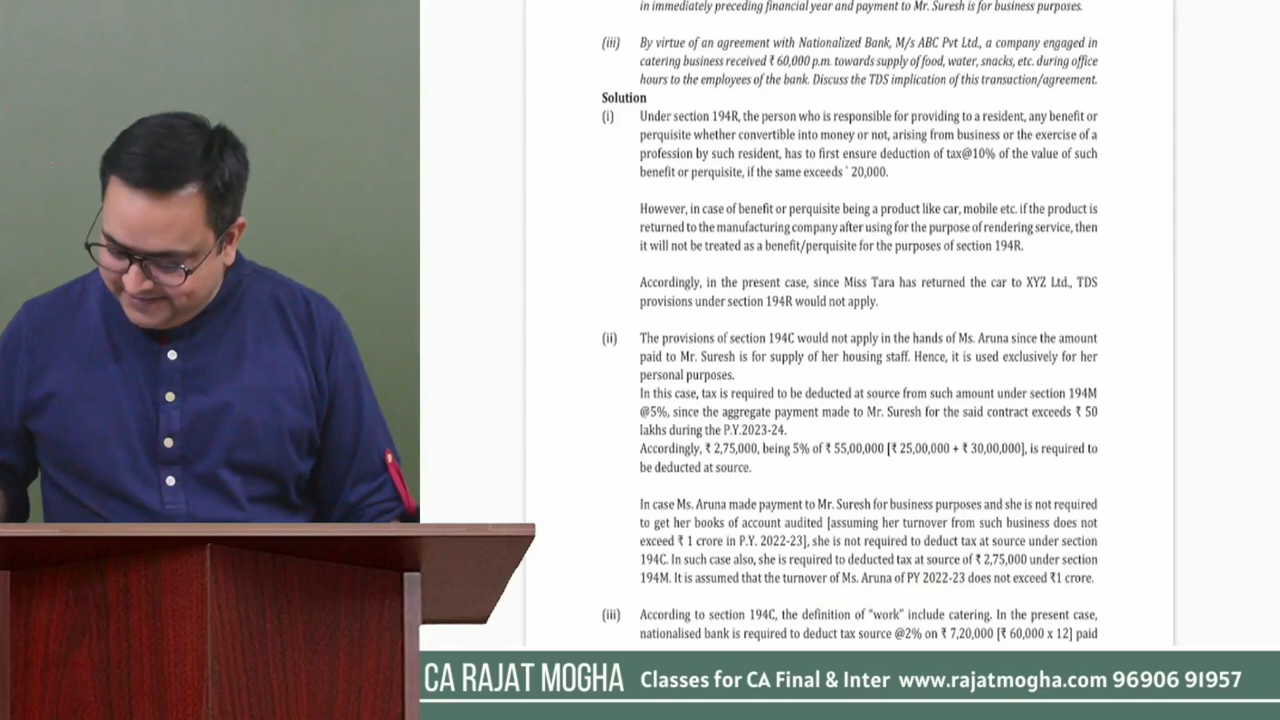 in immediately preceding financial year and payment to Mr. Suresh is for business purposes.
(iii) By virtue of an agreement with Nationalized Bank, M/s ABC Pvt Ltd., a company engaged in
catering business received ₹ 60,000 p.m. towards supply of food, water, snacks, etc. during office
hours to the employees of the bank. Discuss the TDS implication of this transaction/agreement.
Solution
(i) Under section 194R, the person who is responsible for providing to a resident, any benefit or
perquisite whether convertible into money or not, arising from business or the exercise of a
profession by such resident, has to first ensure deduction of tax@10% of the value of such
benefit or perquisite, if the same exceeds ` 20,000.
However, in case of benefit or perquisite being a product like car, mobile etc. if the product is
returned to the manufacturing company after using for the purpose of rendering service, then
it will not be treated as a benefit/perquisite for the purposes of section 194R.
Accordingly, in the present case, since Miss Tara has returned the car to XYZ Ltd., TDS
provisions under section 194R would not apply.
(ii) The provisions of section 194C would not apply in the hands of Ms. Aruna since the amount
paid to Mr. Suresh is for supply of her housing staff. Hence, it is used exclusively for her
personal purposes.
In this case, tax is required to be deducted at source from such amount under section 194M
@5%, since the aggregate payment made to Mr. Suresh for the said contract exceeds ₹ 50
lakhs during the P.Y.2023-24.
Accordingly, ₹ 2,75,000, being 5% of ₹ 55,00,000 [₹ 25,00,000 + ₹ 30,00,000], is required to
be deducted at source.
In case Ms. Aruna made payment to Mr. Suresh for business purposes and she is not required
to get her books of account audited [assuming her turnover from such business does not
exceed ₹ 1 crore in P.Y. 2022-23], she is not required to deduct tax at source under section
194C. In such case also, she is required to deducted tax at source of ₹ 2,75,000 under section
194M. It is assumed that the turnover of Ms. Aruna of PY 2022-23 does not exceed ₹1 crore.
(iii) According to section 194C, the definition of "work" include catering. In the present case,
nationalised bank is required to deduct tax source @2% on ₹ 7,20,000 [₹ 60,000 x 12] paid
CA RAJAT MOGHA Classes for CA Final & Inter www.rajatmogha.com 96906 91957